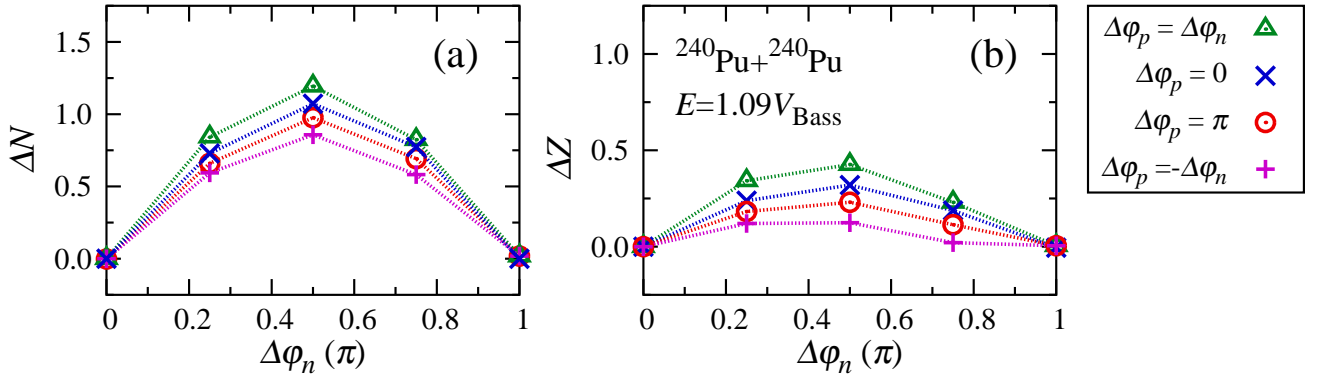 (a)
ΔN
1.5
1.0
0.5
0.0
0 0.2 0.4 0.6 0.8 1
Δφₙ (π)
(b)
²⁴⁰Pu+²⁴⁰Pu
E=1.09V_Bass
ΔZ
1.0
0.5
0.0
0 0.2 0.4 0.6 0.8 1
Δφₙ (π)
Δφₚ = Δφₙ
Δφₚ = 0
Δφₚ = π
Δφₚ =-Δφₙ